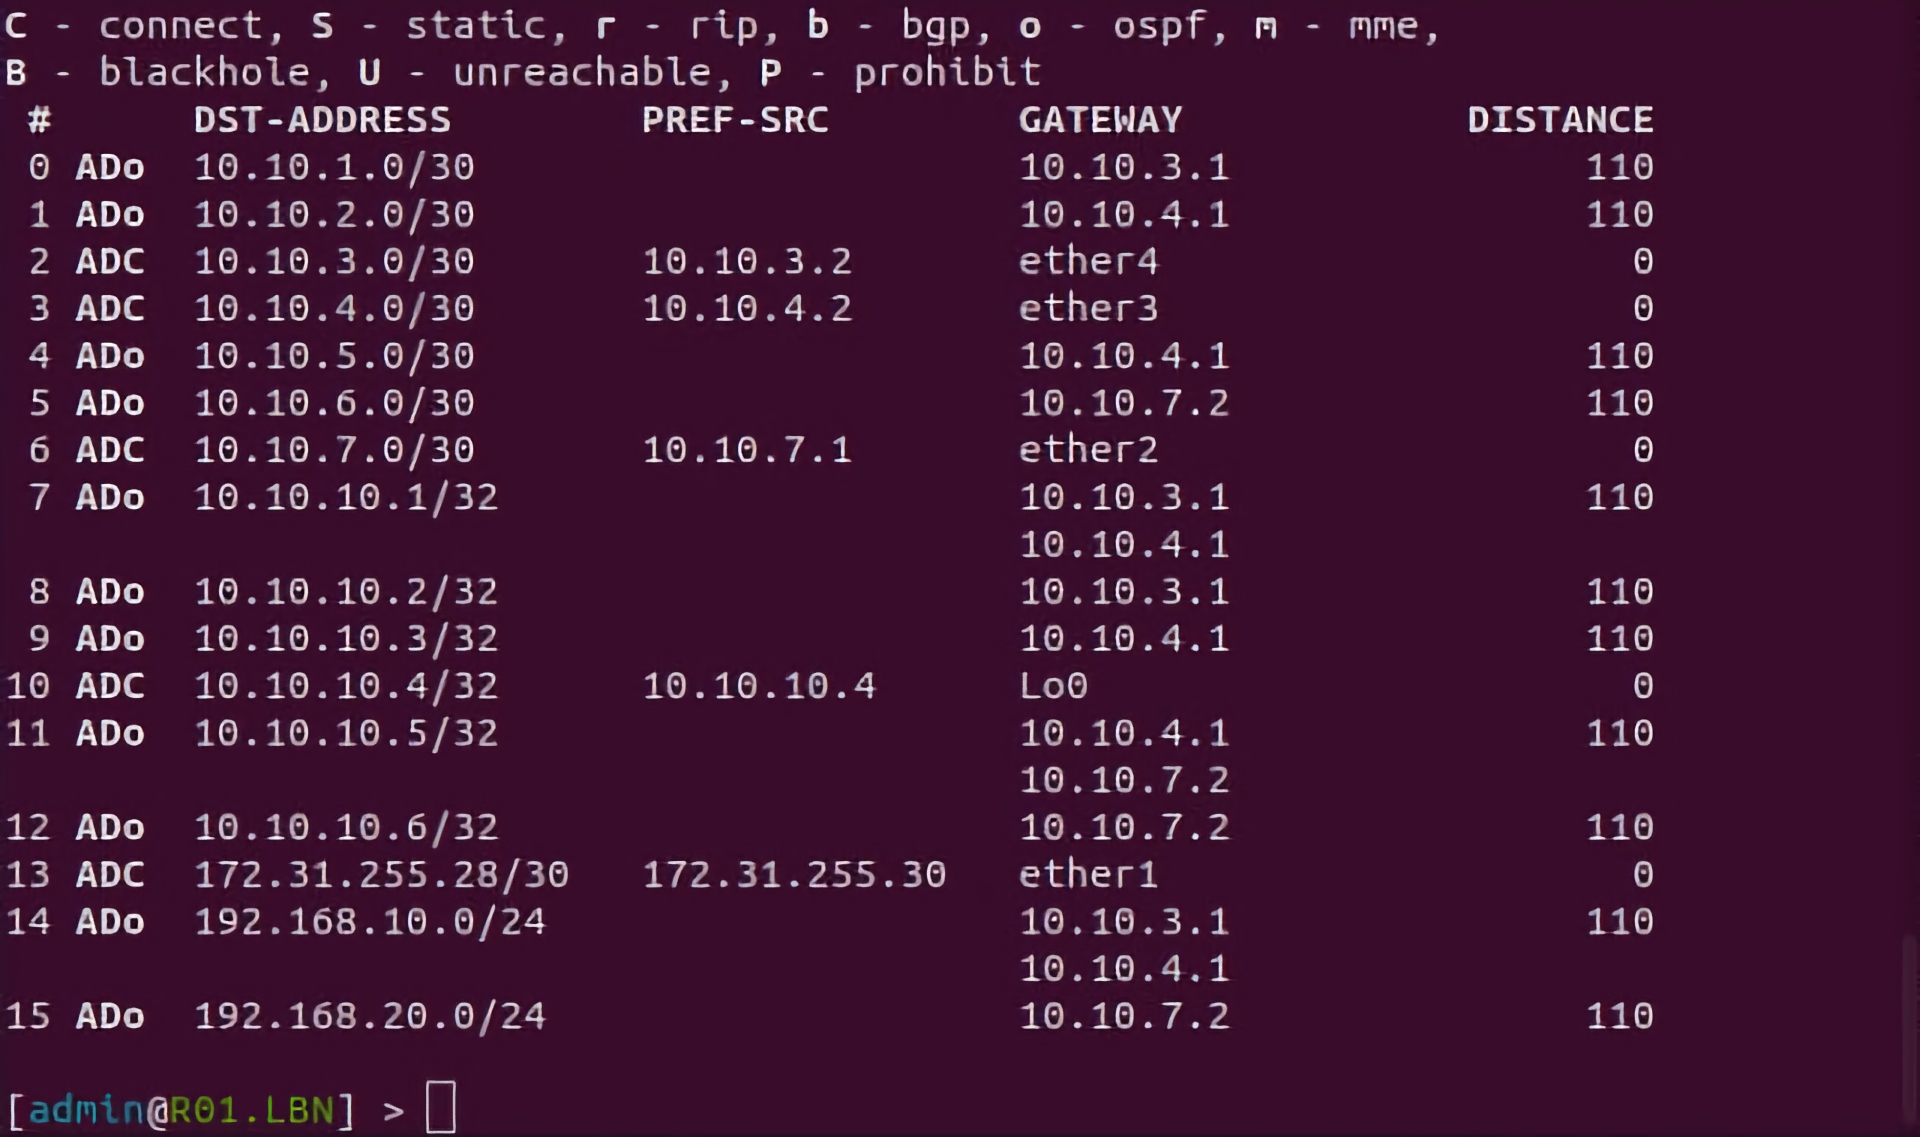 C - connect, S - static, r - rip, b - bgp, o - ospf, m - mme,
B - blackhole, U - unreachable, P - prohibit
# DST-ADDRESS PREF-SRC GATEWAY DISTANCE
0 ADo 10.10.1.0/30 10.10.3.1 110
1 ADo 10.10.2.0/30 10.10.4.1 110
2 ADC 10.10.3.0/30 10.10.3.2 ether4 0
3 ADC 10.10.4.0/30 10.10.4.2 ether3 0
4 ADo 10.10.5.0/30 10.10.4.1 110
5 ADo 10.10.6.0/30 10.10.7.2 110
6 ADC 10.10.7.0/30 10.10.7.1 ether2 0
7 ADo 10.10.10.1/32 10.10.3.1 110
10.10.4.1
8 ADo 10.10.10.2/32 10.10.3.1 110
9 ADo 10.10.10.3/32 10.10.4.1 110
10 ADC 10.10.10.4/32 10.10.10.4 Lo0 0
11 ADo 10.10.10.5/32 10.10.4.1 110
10.10.7.2
12 ADo 10.10.10.6/32 10.10.7.2 110
13 ADC 172.31.255.28/30 172.31.255.30 ether1 0
14 ADo 192.168.10.0/24 10.10.3.1 110
10.10.4.1
15 ADo 192.168.20.0/24 10.10.7.2 110
[admin@R01.LBN] >